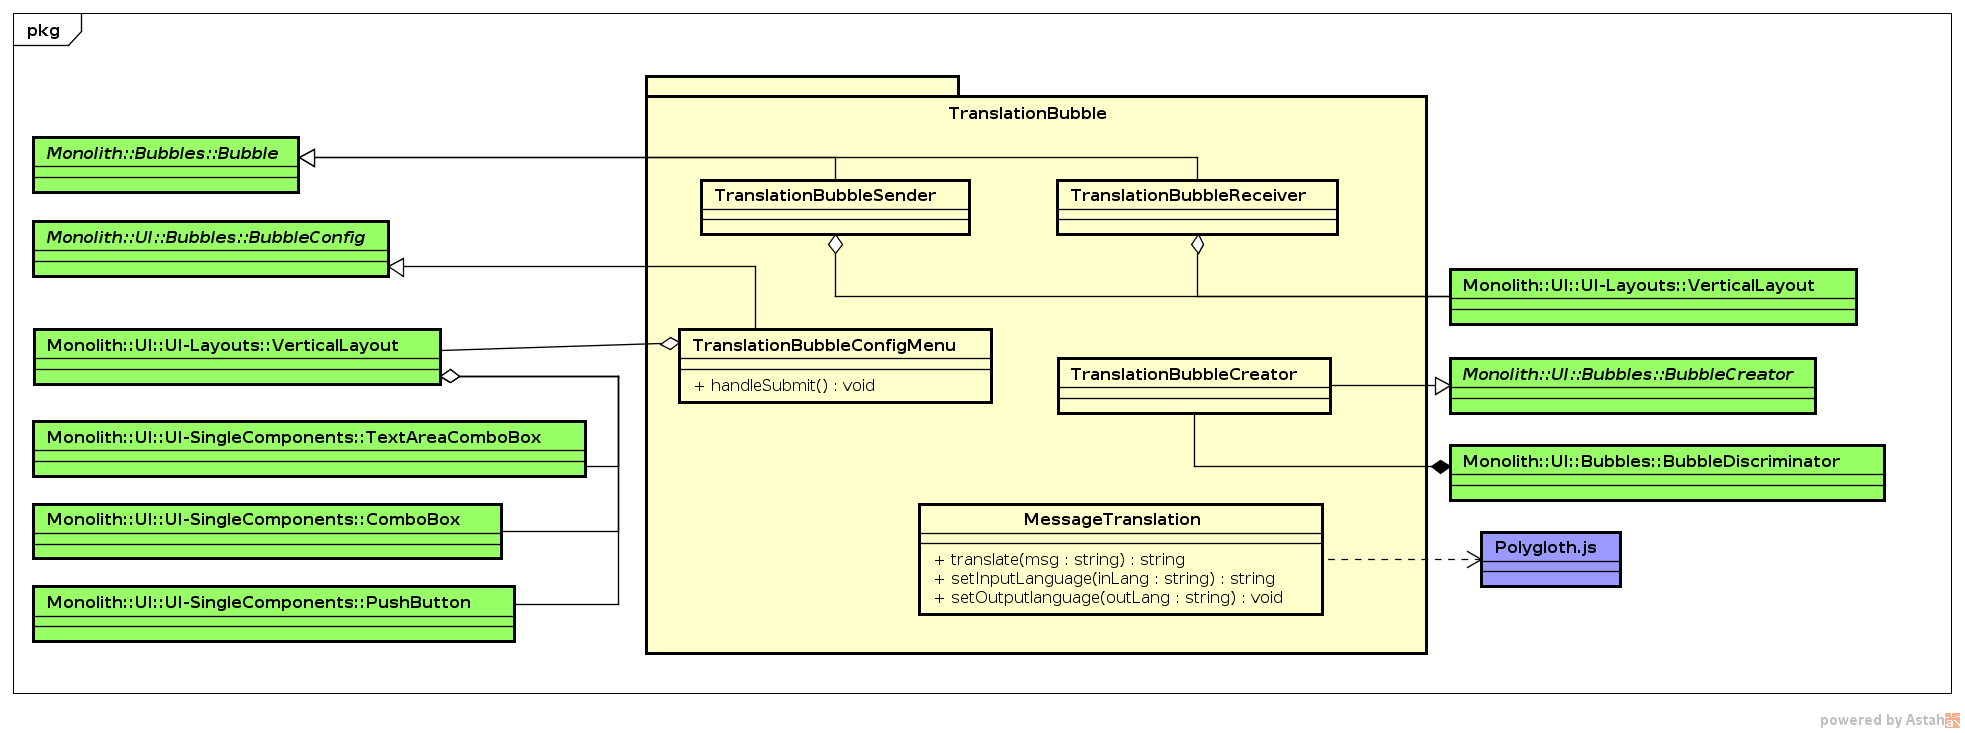 pkg
TranslationBubble
Monolith::Bubbles::Bubble
TranslationBubbleSender
TranslationBubbleReceiver
Monolith::UI::Bubbles::BubbleConfig
Monolith::UI::UI-Layouts::VerticalLayout
Monolith::UI::UI-Layouts::VerticalLayout
TranslationBubbleConfigMenu
+ handleSubmit() : void
TranslationBubbleCreator
Monolith::UI::Bubbles::BubbleCreator
Monolith::UI::UI-SingleComponents::TextAreaComboBox
Monolith::UI::Bubbles::BubbleDiscriminator
Monolith::UI::UI-SingleComponents::ComboBox
MessageTranslation
+ translate(msg : string) : string
+ setInputLanguage(inLang : string) : string
+ setOutputlanguage(outLang : string) : void
Polygloth.js
Monolith::UI::UI-SingleComponents::PushButton
powered by Astah